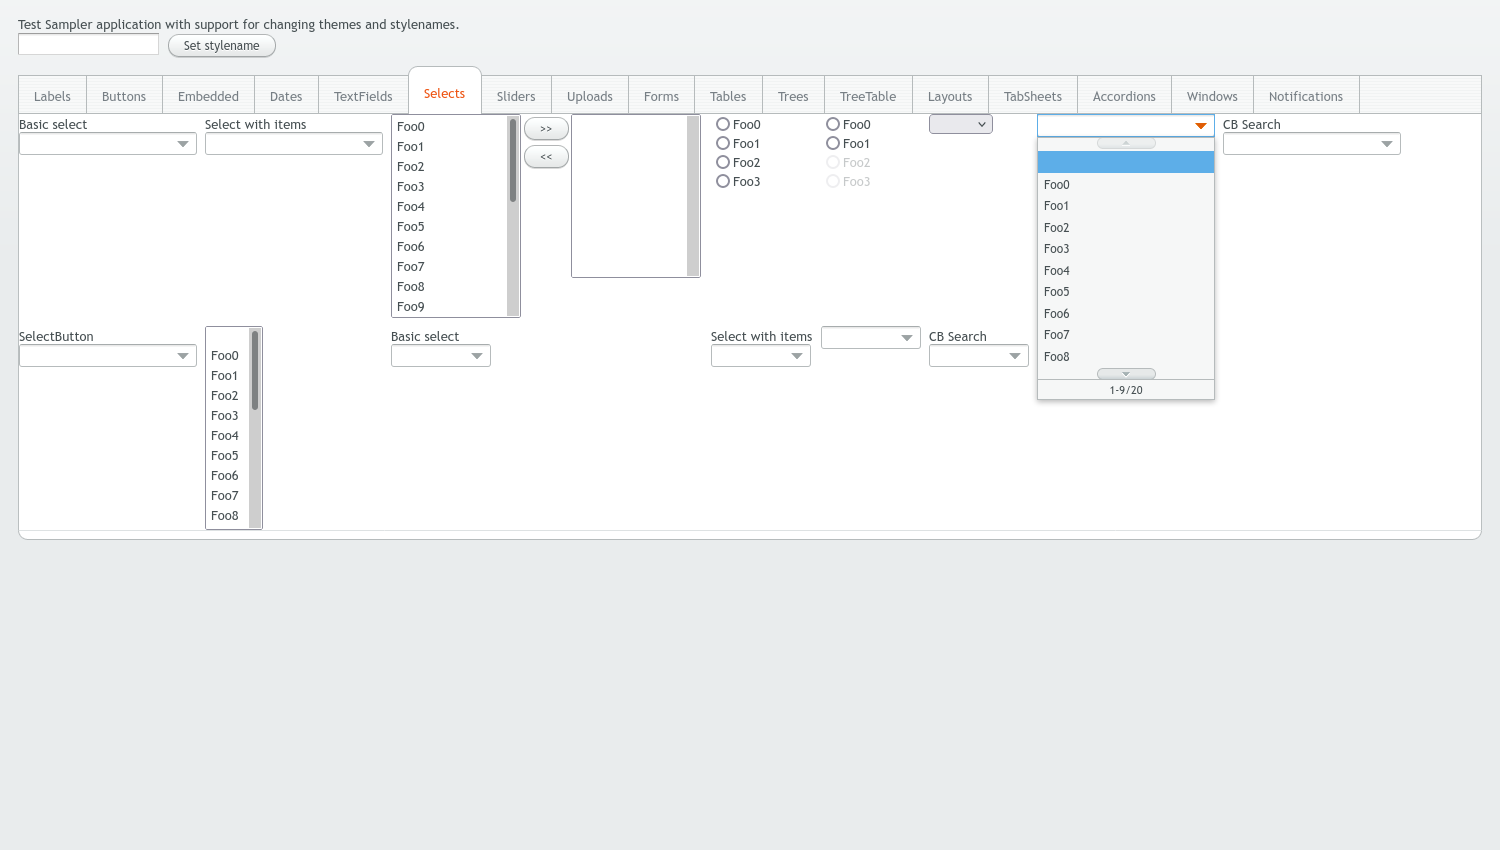 Test Sampler application with support for changing themes and stylenames.
Set stylename
Labels Buttons Embedded Dates TextFields Selects Sliders Uploads Forms Tables Trees TreeTable Layouts TabSheets Accordions Windows Notifications
Basic select
Select with items
Foo0
Foo1
Foo2
Foo3
Foo4
Foo5
Foo6
Foo7
Foo8
Foo9
>>
<<
Foo0
Foo1
Foo2
Foo3
Foo0
Foo1
Foo2
Foo3
Foo0
Foo1
Foo2
Foo3
Foo4
Foo5
Foo6
Foo7
Foo8
1-9/20
CB Search
SelectButton
Foo0
Foo1
Foo2
Foo3
Foo4
Foo5
Foo6
Foo7
Foo8
Basic select
Select with items
CB Search